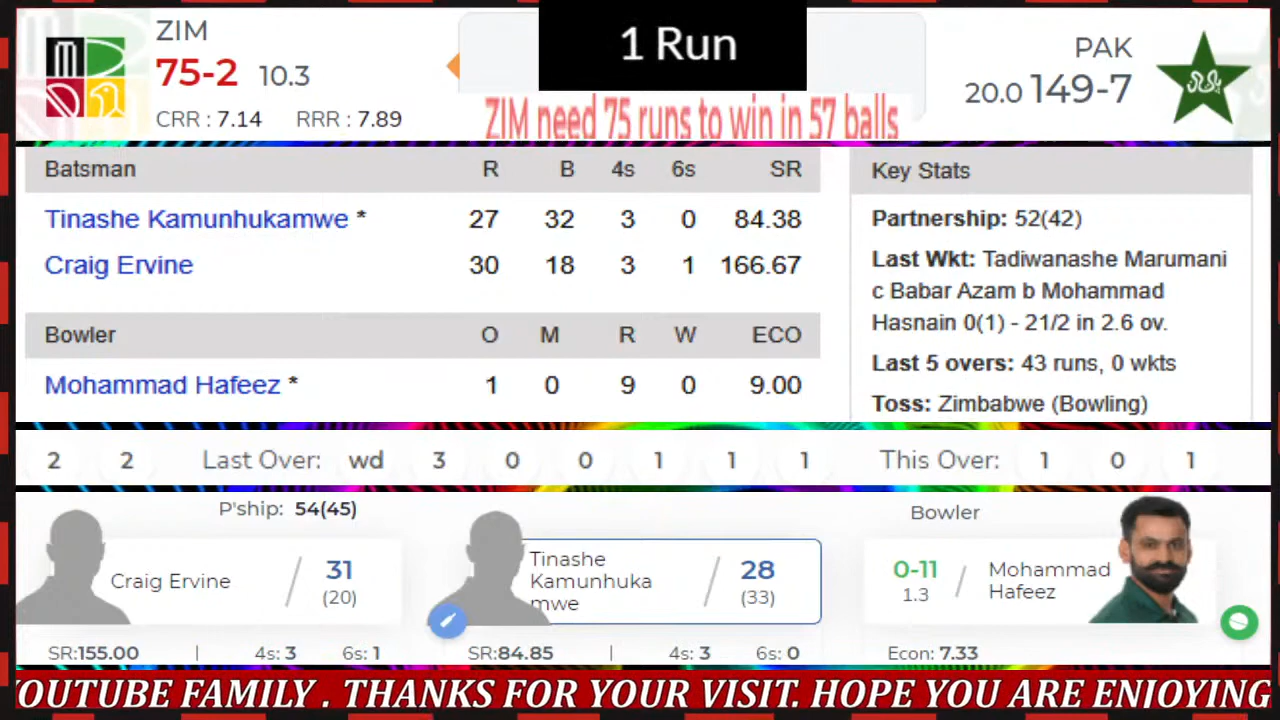 ZIM
75-2 10.3
CRR : 7.14 RRR : 7.89
1 Run
ZIM need 75 runs to win in 57 balls
PAK
20.0 149-7
Batsman R B 4s 6s SR
Tinashe Kamunhukamwe * 27 32 3 0 84.38
Craig Ervine 30 18 3 1 166.67
Bowler O M R W ECO
Mohammad Hafeez * 1 0 9 0 9.00
Key Stats
Partnership: 52(42)
Last Wkt: Tadiwanashe Marumani
c Babar Azam b Mohammad
Hasnain 0(1) - 21/2 in 2.6 ov.
Last 5 overs: 43 runs, 0 wkts
Toss: Zimbabwe (Bowling)
2 2 Last Over: wd 3 0 0 1 1 1 This Over: 1 0 1
P'ship: 54(45)
Craig Ervine / 31
(20)
SR:155.00 | 4s: 3 6s: 1
Tinashe
Kamunhuka
mwe
/ 28
(33)
SR:84.85 | 4s: 3 6s: 0
Bowler
0-11
1.3
/ Mohammad
Hafeez
Econ: 7.33
OUTUBE FAMILY . THANKS FOR YOUR VISIT. HOPE YOU ARE ENJOYING